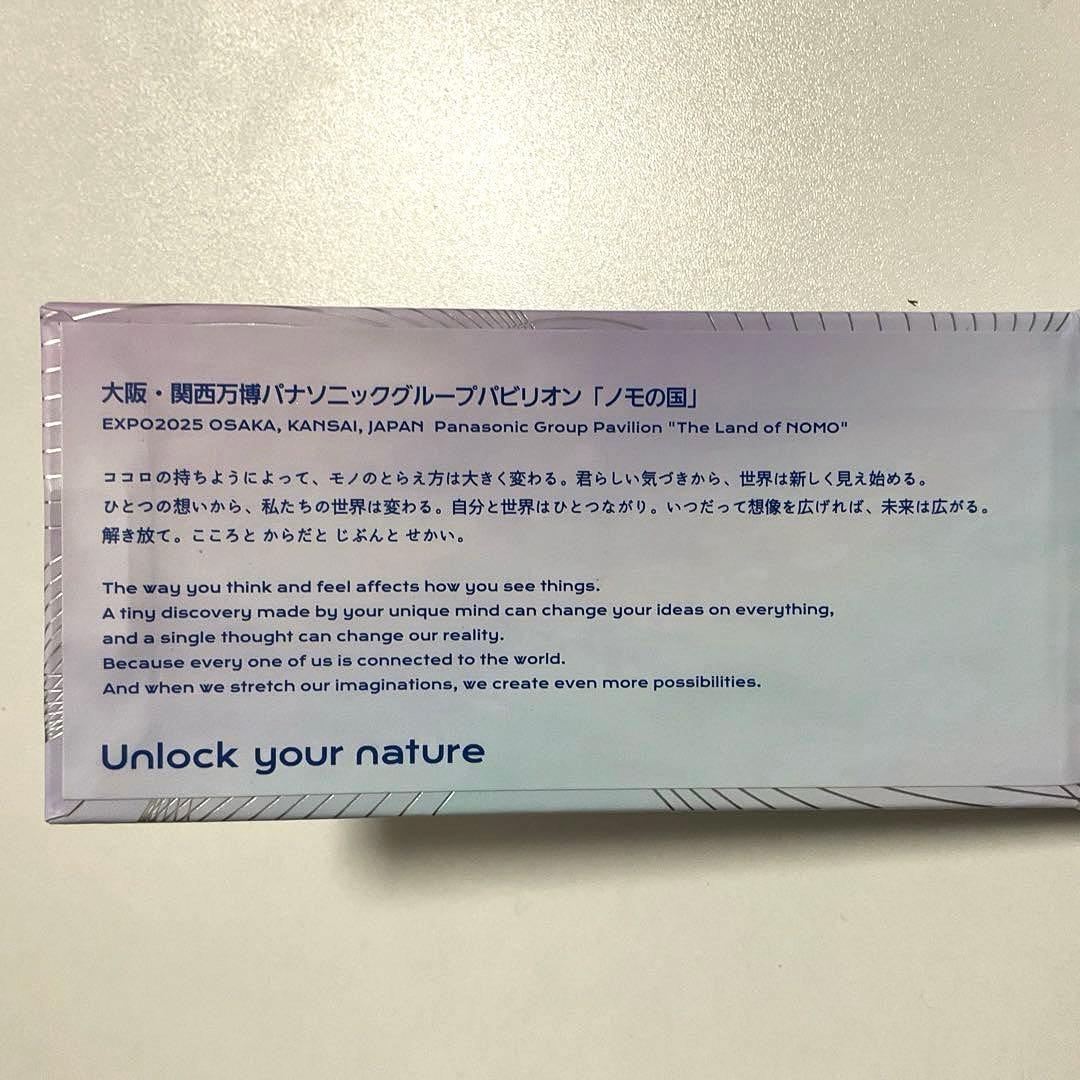 大阪・関西万博パナソニックグループパビリオン「ノモの国」
EXPO2025 OSAKA, KANSAI, JAPAN Panasonic Group Pavilion "The Land of NOMO"
ココロの持ちようによって、モノのとらえ方は大きく変わる。君らしい気づきから、世界は新しく見え始める。
ひとつの想いから、私たちの世界は変わる。自分と世界はひとつながり。いつだって想像を広げれば、未来は広がる。
解き放て。こころと からだと じぶんと せかい。
The way you think and feel affects how you see things.
A tiny discovery made by your unique mind can change your ideas on everything,
and a single thought can change our reality.
Because every one of us is connected to the world.
And when we stretch our imaginations, we create even more possibilities.
Unlock your nature